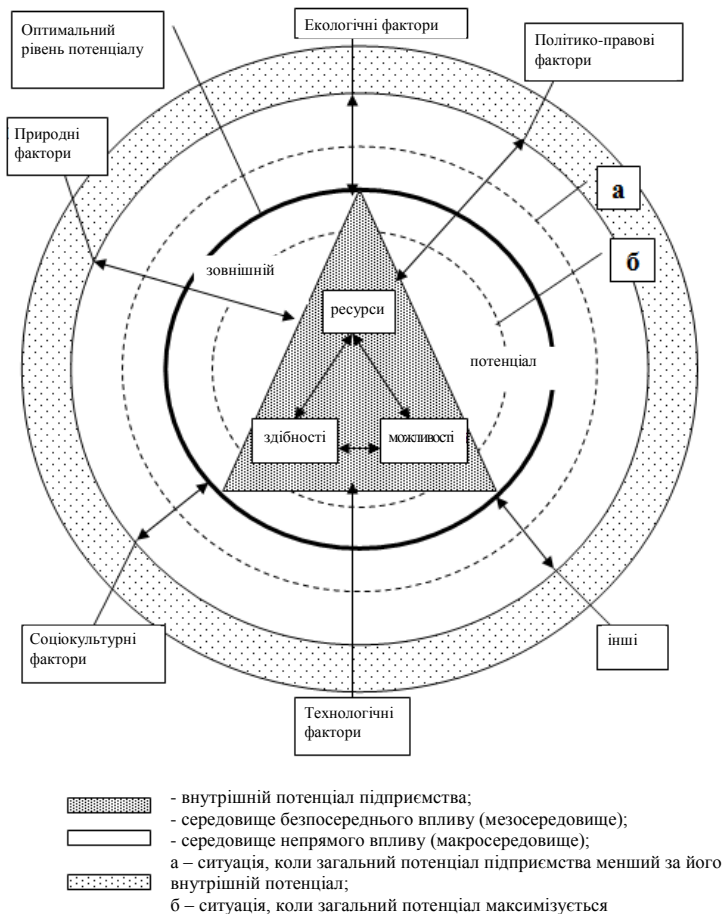 Оптимальний
рівень потенціалу
Екологічні фактори
Політико-правові
фактори
Природні
фактори
а
б
зовнішній
ресурси
потенціал
здібності
можливості
Соціокультурні
фактори
Технологічні
фактори
інші
- внутрішній потенціал підприємства;
- середовище безпосереднього впливу (мезосередовище);
- середовище непрямого впливу (макросередовище);
а – ситуація, коли загальний потенціал підприємства менший за його
внутрішній потенціал;
б – ситуація, коли загальний потенціал максимізується